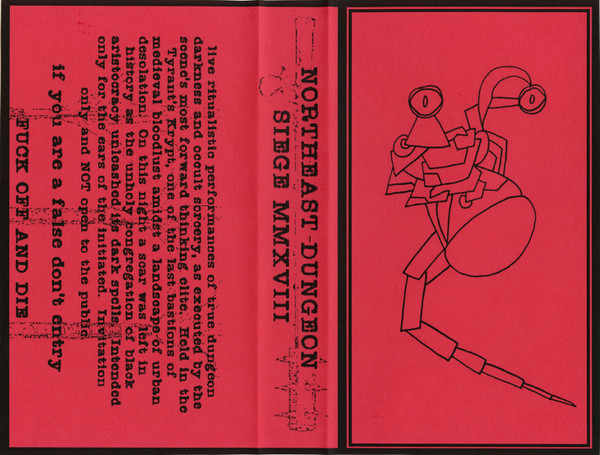 NORTHEAST DUNGEON
SIEGE MMXVIII
live ritualistic performances of true dungeon
darkness and occult sorcery, as executed by the
scene's most forward thinking elite. Held in the
Tyrant's Krypt, one of the last bastions of
medieval bloodlust amidst a landscape of urban
desolation. On this night a scar was left in
history as the unholy congregation of black
aristocracy unleashed its dark spells. Intended
only for the ears of the initiated. Invitation
only and NOT open to the public
if you are a false don't entry
FUCK OFF AND DIE